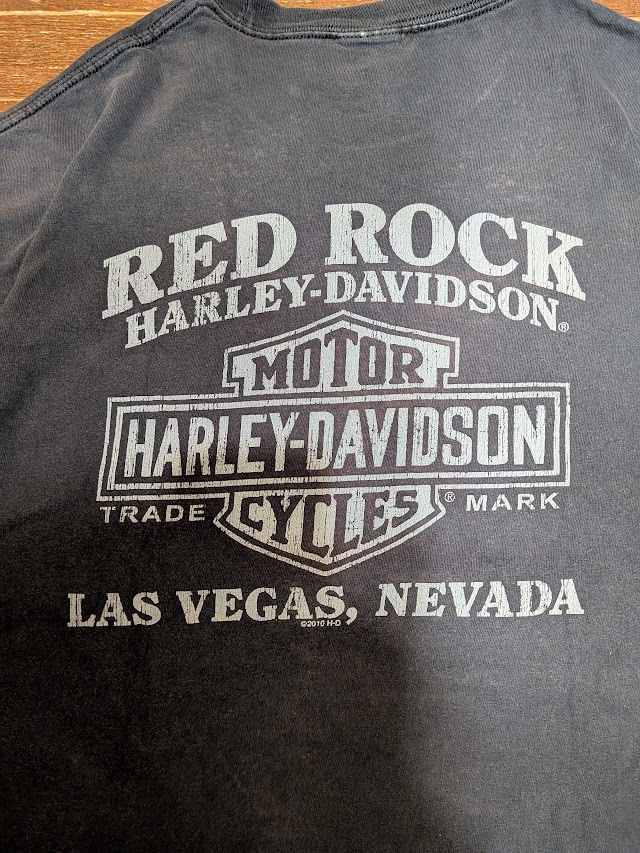 RED ROCK
HARLEY-DAVIDSON®
MOTOR
HARLEY-DAVIDSON
TRADE ® MARK
CYCLES
LAS VEGAS, NEVADA
©2010 H-D